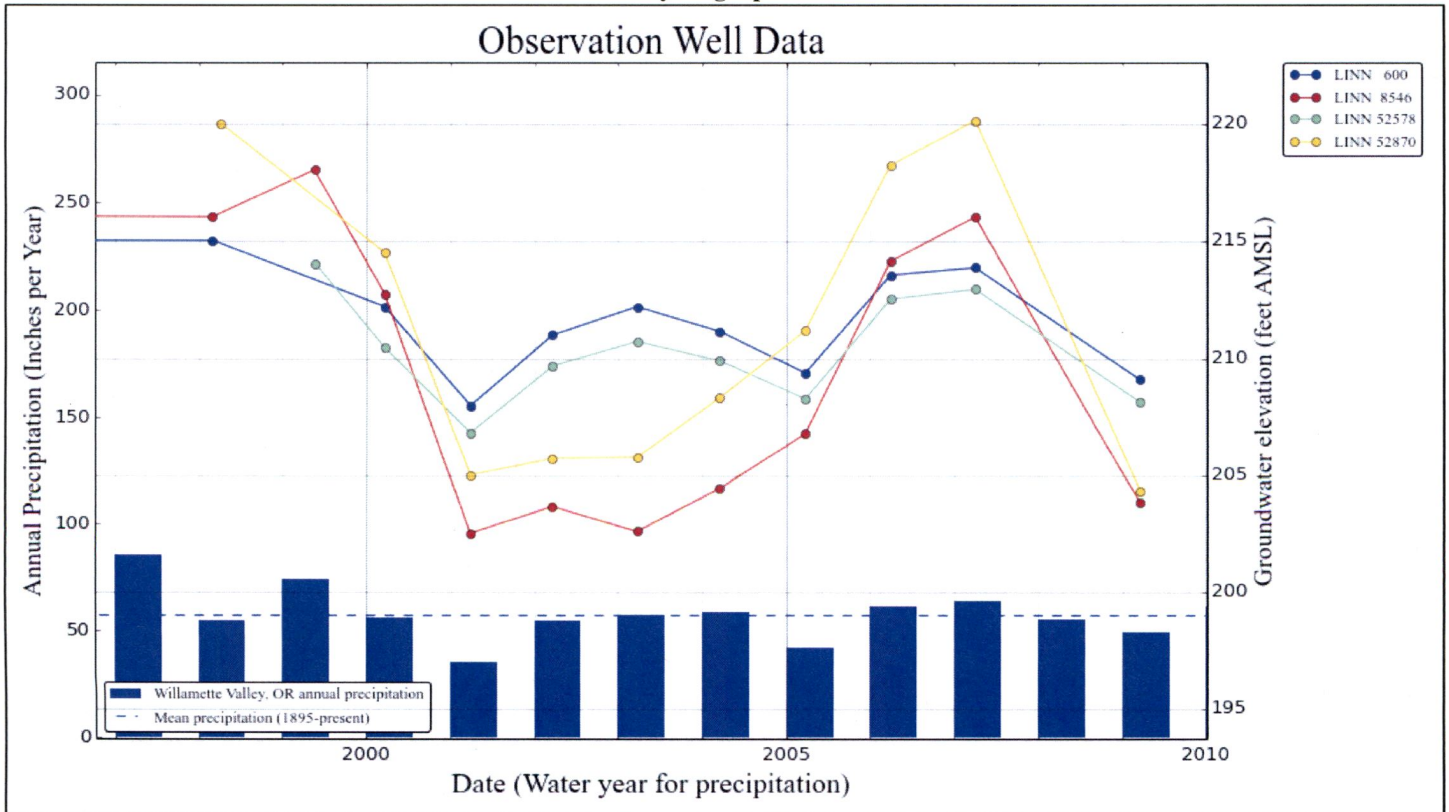 Observation Well Data
LINN 600
LINN 8546
LINN 52578
LINN 52870
Annual Precipitation (Inches per Year)
300
250
200
150
100
50
0
Groundwater elevation (feet AMSL)
220
215
210
205
200
195
Willamette Valley, OR annual precipitation
Mean precipitation (1895-present)
2000
2005
2010
Date (Water year for precipitation)